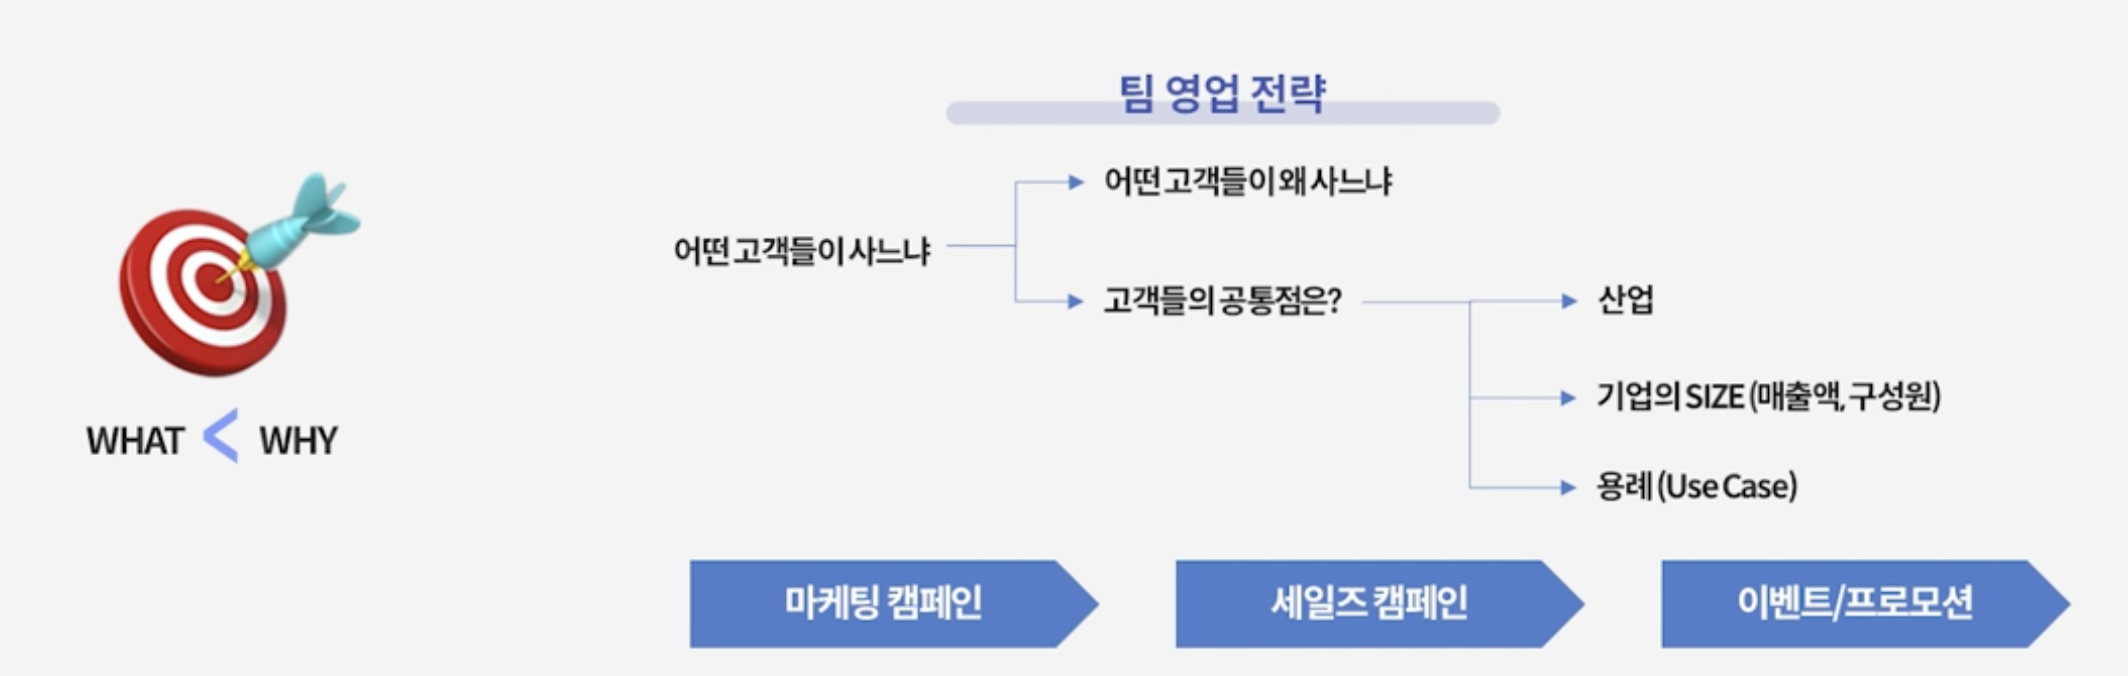 팀 영업 전략
어떤 고객들이 사느냐
어떤 고객들이 왜 사느냐
고객들의 공통점은?
산업
기업의 SIZE (매출액, 구성원)
용례 (Use Case)
WHAT < WHY
마케팅 캠페인
세일즈 캠페인
이벤트/프로모션